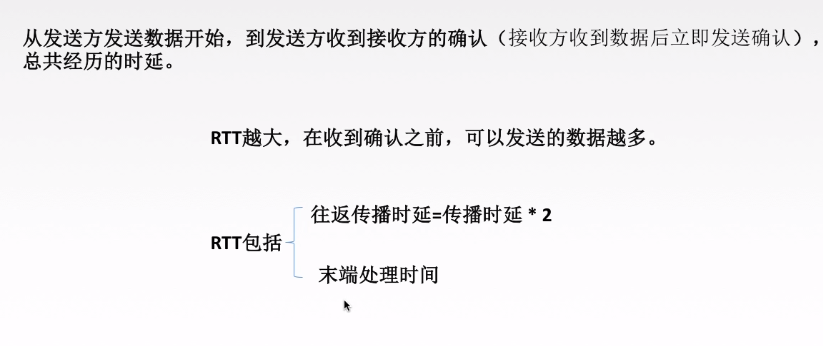 从发送方发送数据开始，到发送方收到接收方的确认（接收方收到数据后立即发送确认），
总共经历的时延。
RTT越大，在收到确认之前，可以发送的数据越多。
往返传播时延=传播时延 * 2
RTT包括
末端处理时间